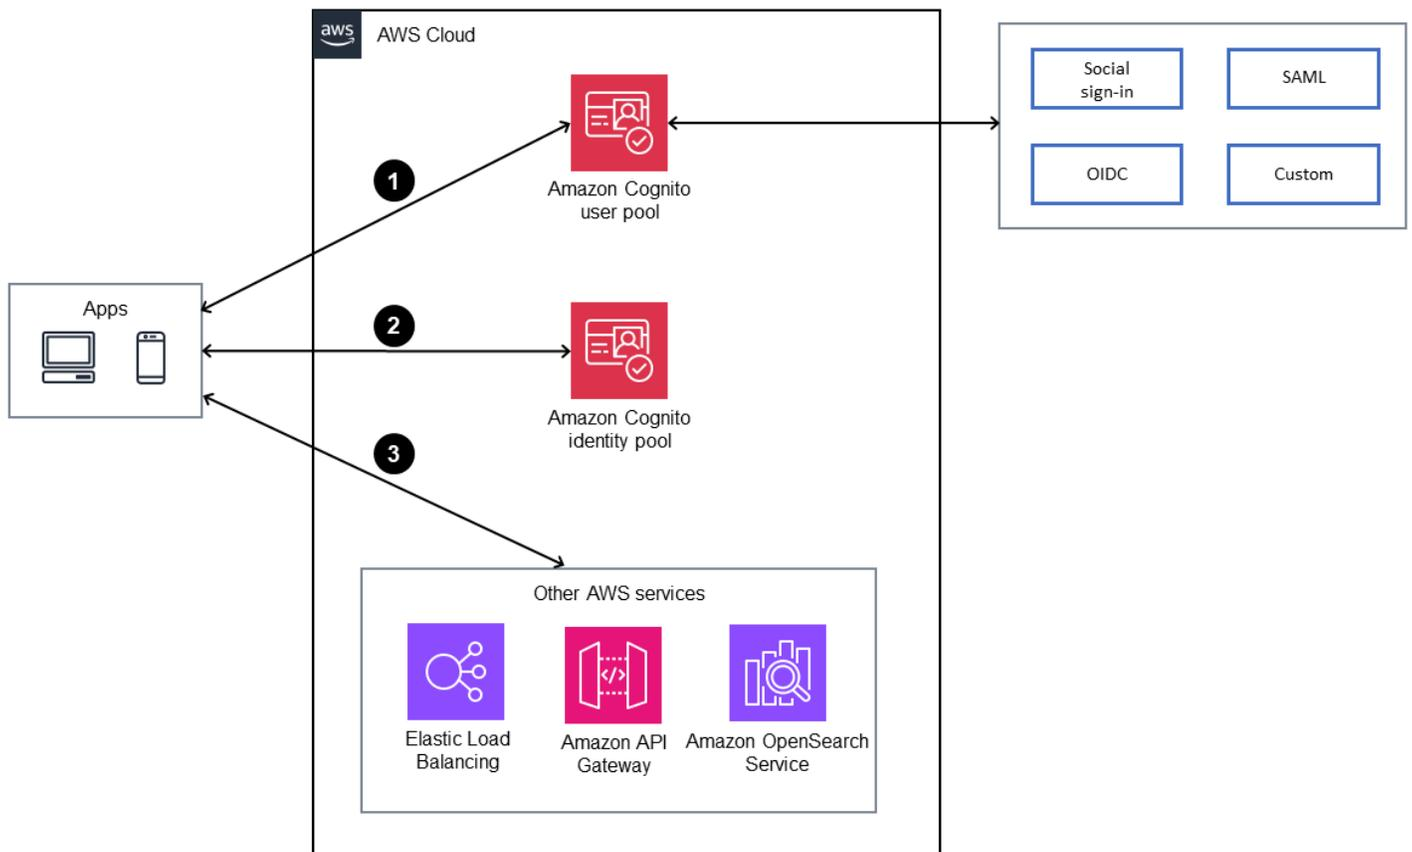 aws
AWS Cloud
Social
sign-in
SAML
OIDC
Custom
Amazon Cognito
user pool
1
Apps
2
Amazon Cognito
identity pool
3
Other AWS services
</>
Elastic Load
Balancing
Amazon API
Gateway
Amazon OpenSearch
Service